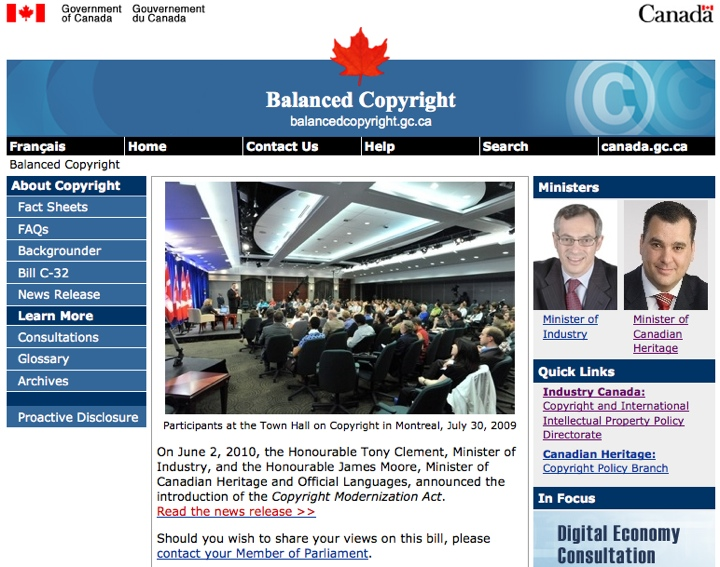 Government of Canada
Gouvernement du Canada
Canada
Balanced Copyright
balancedcopyright.gc.ca
©
Français
Home
Contact Us
Help
Search
canada.gc.ca
Balanced Copyright
About Copyright
Fact Sheets
FAQs
Backgrounder
Bill C-32
News Release
Learn More
Consultations
Glossary
Archives
Proactive Disclosure
Participants at the Town Hall on Copyright in Montreal, July 30, 2009
On June 2, 2010, the Honourable Tony Clement, Minister of
Industry, and the Honourable James Moore, Minister of
Canadian Heritage and Official Languages, announced the
introduction of the Copyright Modernization Act.
Read the news release >>
Should you wish to share your views on this bill, please
contact your Member of Parliament.
Ministers
Minister of
Industry
Minister of
Canadian
Heritage
Quick Links
Industry Canada:
Copyright and International
Intellectual Property Policy
Directorate
Canadian Heritage:
Copyright Policy Branch
In Focus
Digital Economy
Consultation